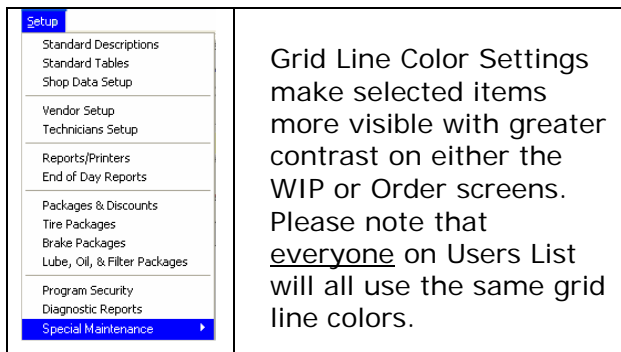 Setup
Standard Descriptions
Standard Tables
Shop Data Setup
Vendor Setup
Technicians Setup
Reports/Printers
End of Day Reports
Packages & Discounts
Tire Packages
Brake Packages
Lube, Oil, & Filter Packages
Program Security
Diagnostic Reports
Special Maintenance
Grid Line Color Settings
make selected items
more visible with greater
contrast on either the
WIP or Order screens.
Please note that
everyone on Users List
will all use the same grid
line colors.